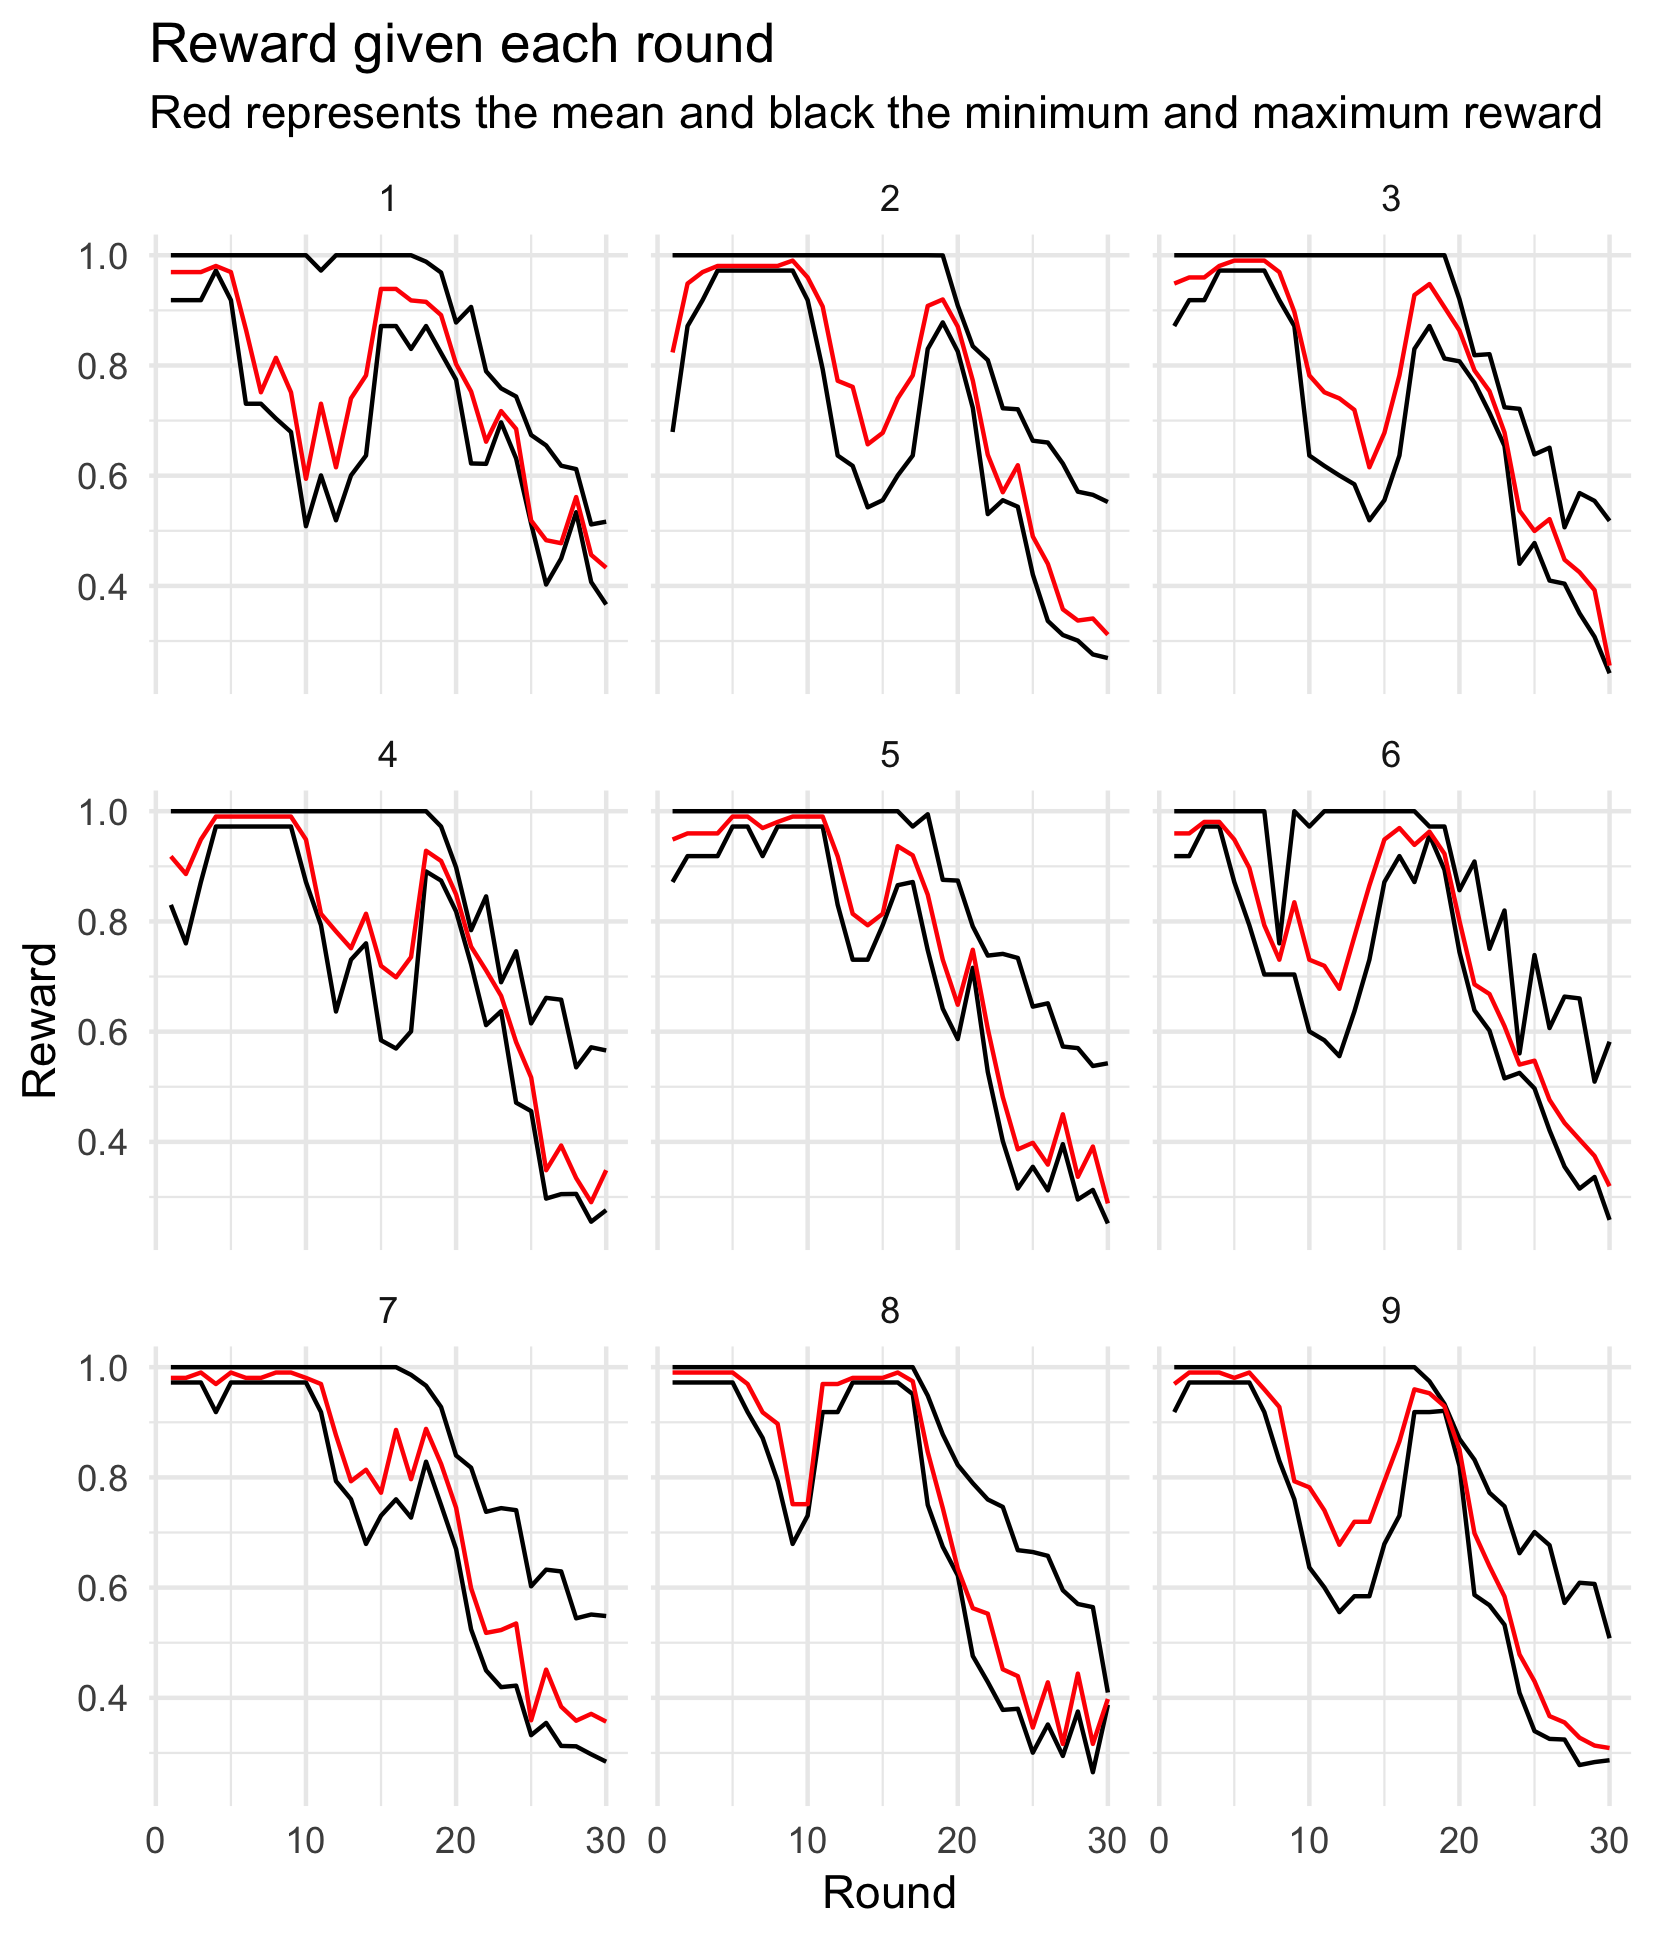 Reward given each round
Red represents the mean and black the minimum and maximum reward
1 2 3
1.0
0.8
0.6
0.4
4 5 6
1.0
0.8
0.6
0.4
Reward
7 8 9
1.0
0.8
0.6
0.4
0 10 20 30 0 10 20 30 0 10 20 30
Round